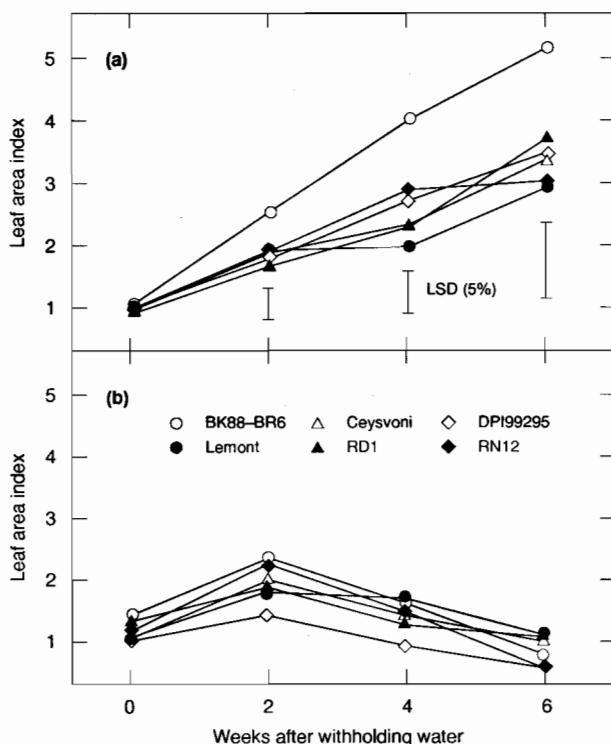 (a)
5
4
3
2
1
Leaf area index
LSD (5%)
(b)
BK88–BR6 Ceysvoni DPI99295
Lemont RD1 RN12
5
4
3
2
1
Leaf area index
0 2 4 6
Weeks after withholding water